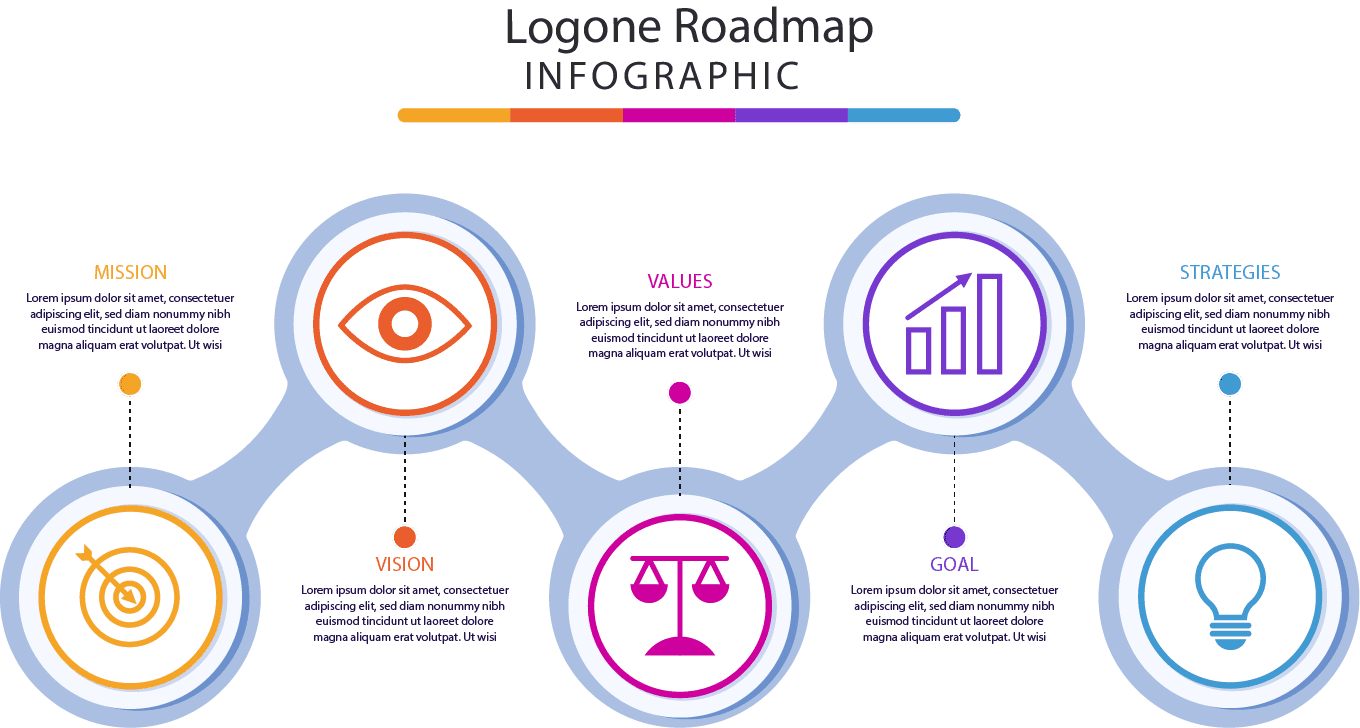 Logone Roadmap
INFOGRAPHIC
MISSION
Lorem ipsum dolor sit amet, consectetuer
adipiscing elit, sed diam nonummy nibh
euismod tincidunt ut laoreet dolore
magna aliquam erat volutpat. Ut wisi
VISION
Lorem ipsum dolor sit amet, consectetuer
adipiscing elit, sed diam nonummy nibh
euismod tincidunt ut laoreet dolore
magna aliquam erat volutpat. Ut wisi
VALUES
Lorem ipsum dolor sit amet, consectetuer
adipiscing elit, sed diam nonummy nibh
euismod tincidunt ut laoreet dolore
magna aliquam erat volutpat. Ut wisi
GOAL
Lorem ipsum dolor sit amet, consectetuer
adipiscing elit, sed diam nonummy nibh
euismod tincidunt ut laoreet dolore
magna aliquam erat volutpat. Ut wisi
STRATEGIES
Lorem ipsum dolor sit amet, consectetuer
adipiscing elit, sed diam nonummy nibh
euismod tincidunt ut laoreet dolore
magna aliquam erat volutpat. Ut wisi